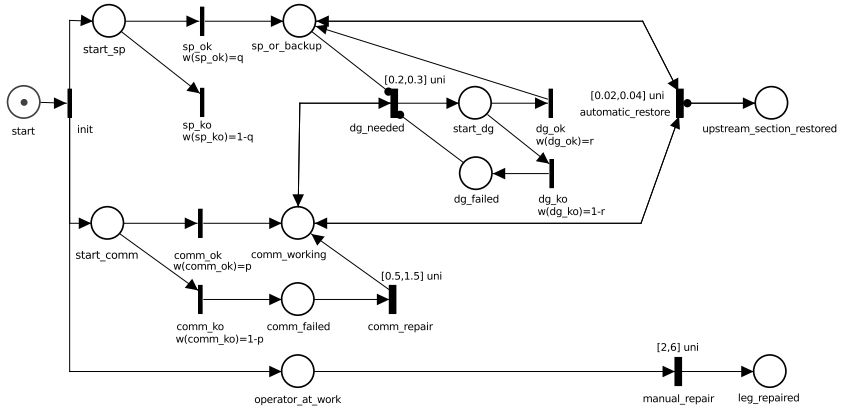 start_sp
sp_ok
w(sp_ok)=q
sp_or_backup
[0.2,0.3] uni
[0.02,0.04] uni
automatic_restore
start
init
sp_ko
w(sp_ko)=1-q
dg_needed
start_dg
dg_ok
w(dg_ok)=r
upstream_section_restored
dg_failed
dg_ko
w(dg_ko)=1-r
start_comm
comm_ok
w(comm_ok)=p
comm_working
[0.5,1.5] uni
comm_ko
w(comm_ko)=1-p
comm_failed
comm_repair
[2,6] uni
operator_at_work
manual_repair
leg_repaired